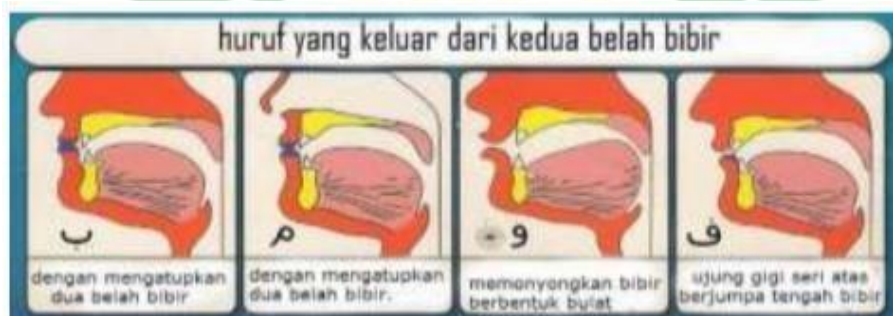 huruf yang keluar dari kedua belah bibir
ب
dengan mengatupkan
dua belah bibir
م
dengan mengatupkan
dua belah bibir.
و
memonyongkan bibir
berbentuk bulat
ف
ujung gigi seri atas
berjumpa tengah bibir